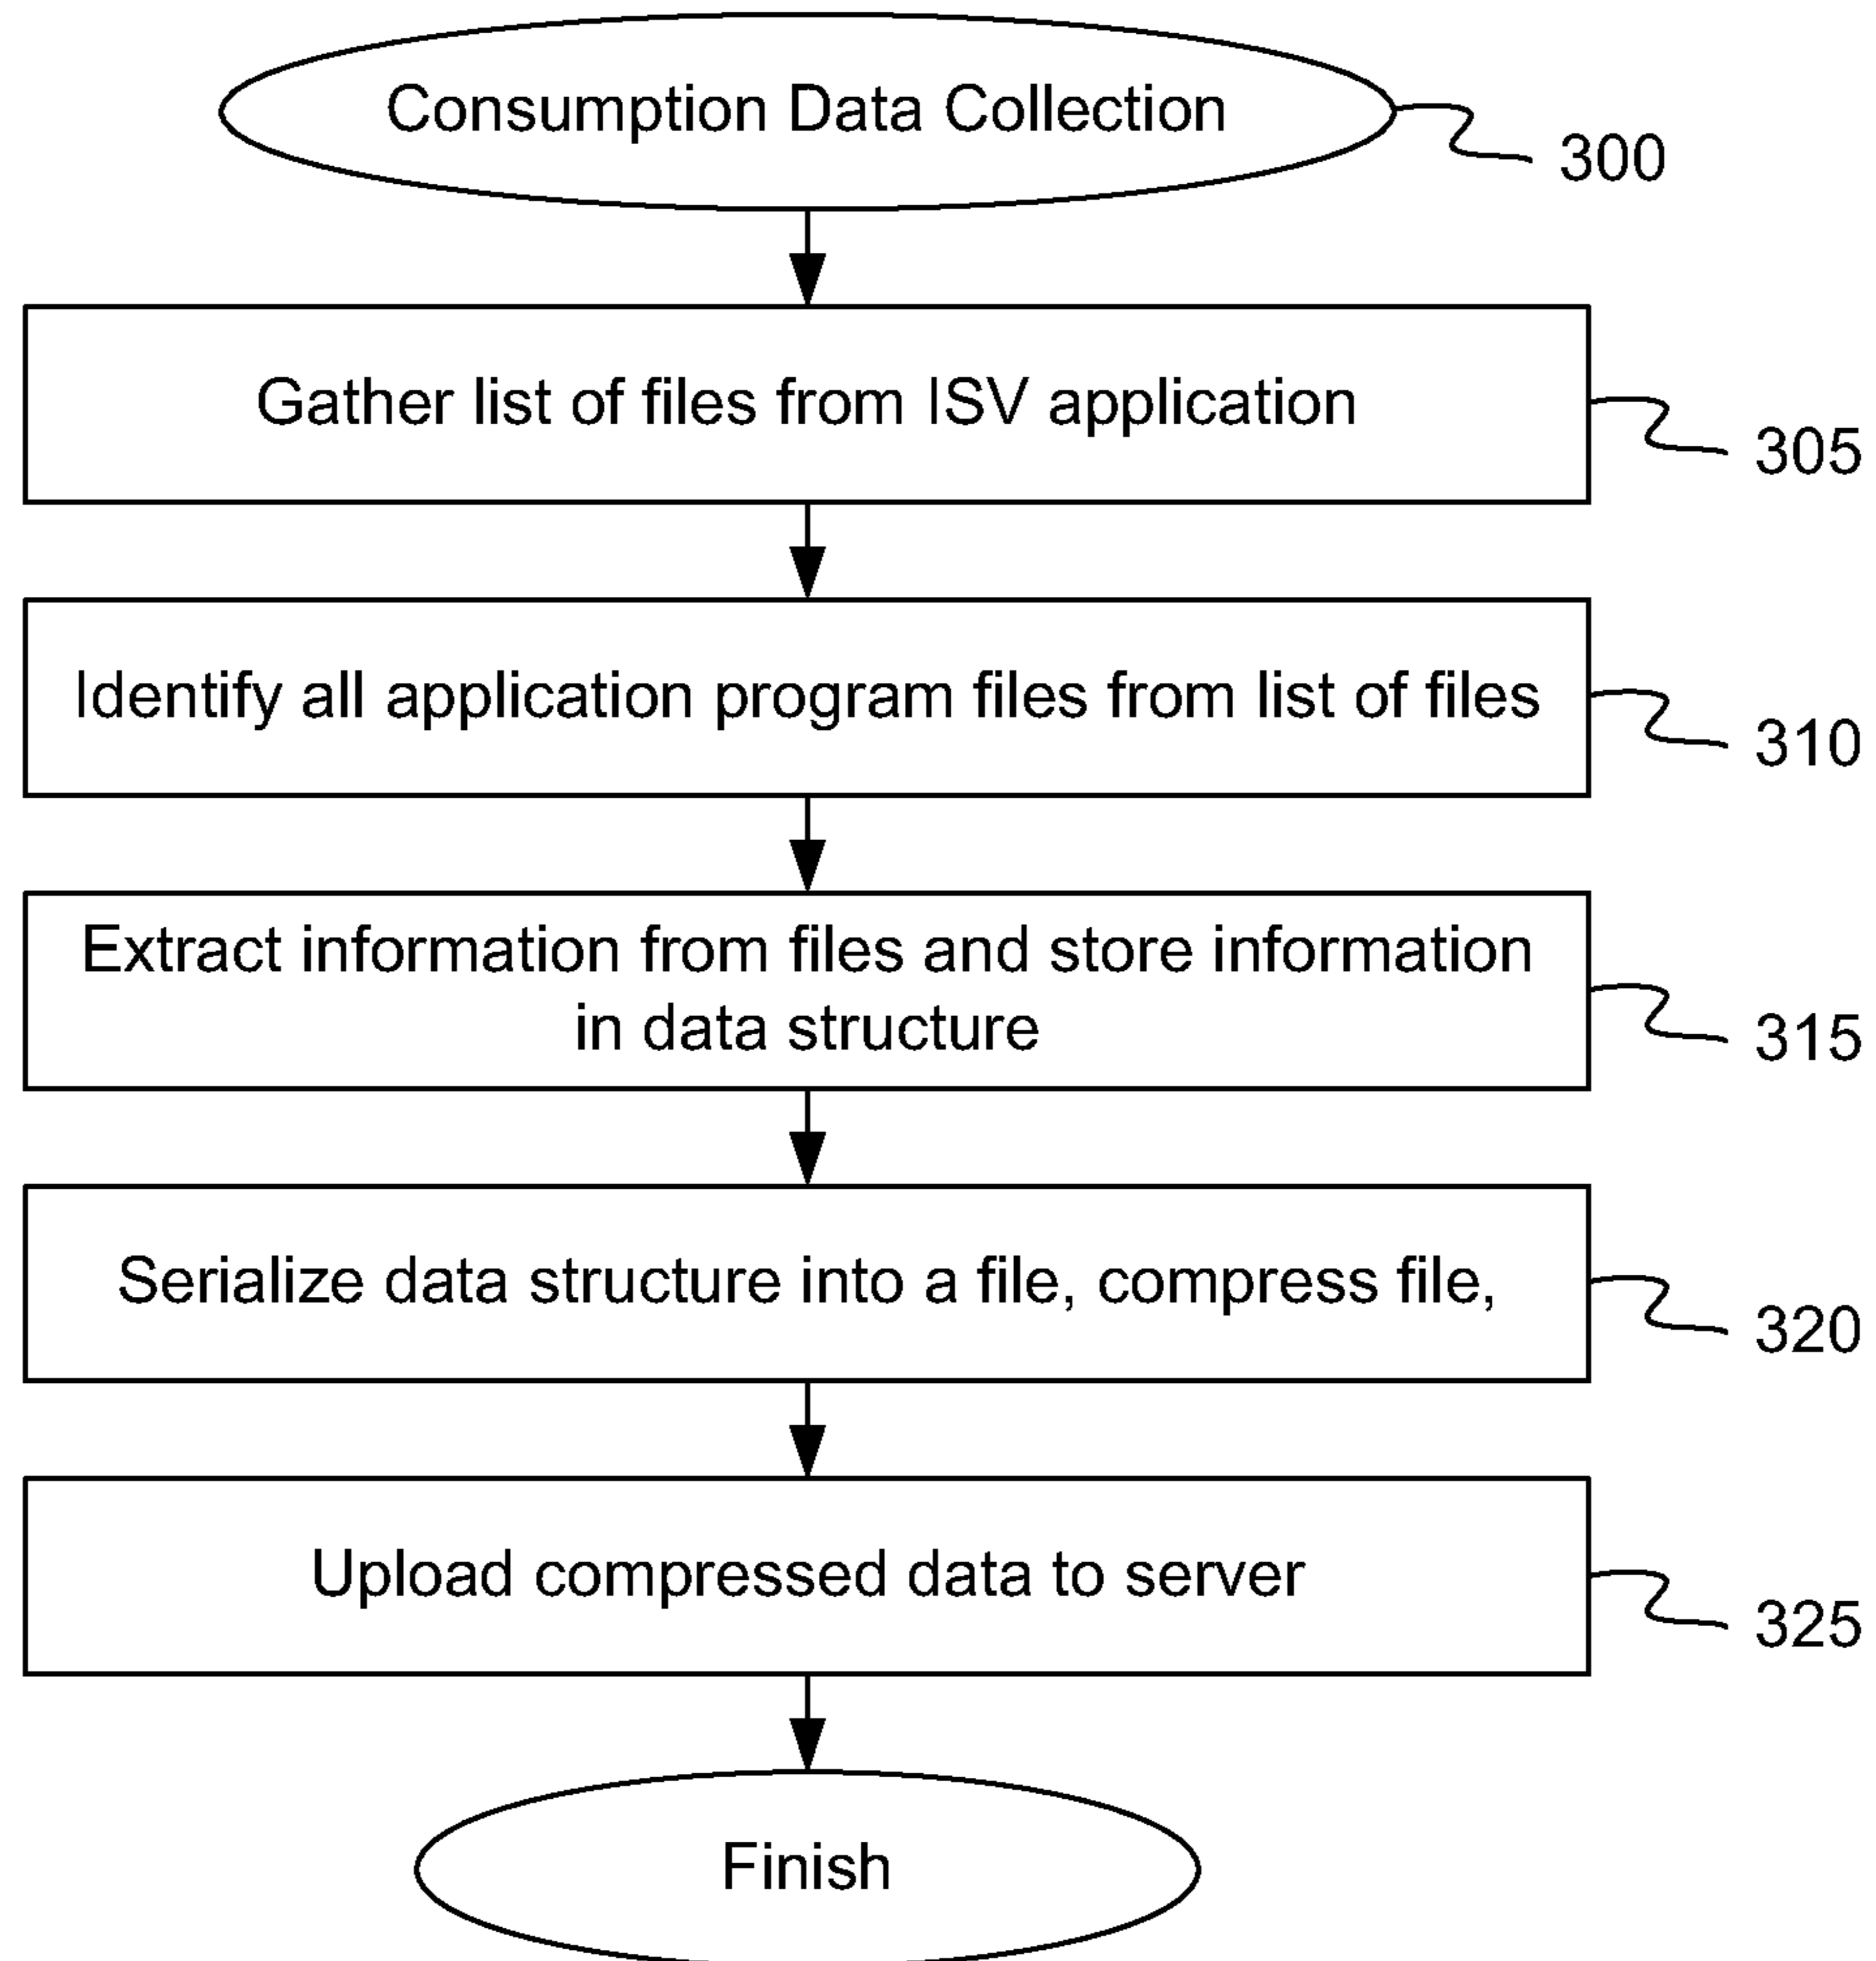 Consumption Data Collection
300
Gather list of files from ISV application
305
Identify all application program files from list of files
310
Extract information from files and store information
in data structure
315
Serialize data structure into a file, compress file,
320
Upload compressed data to server
325
Finish